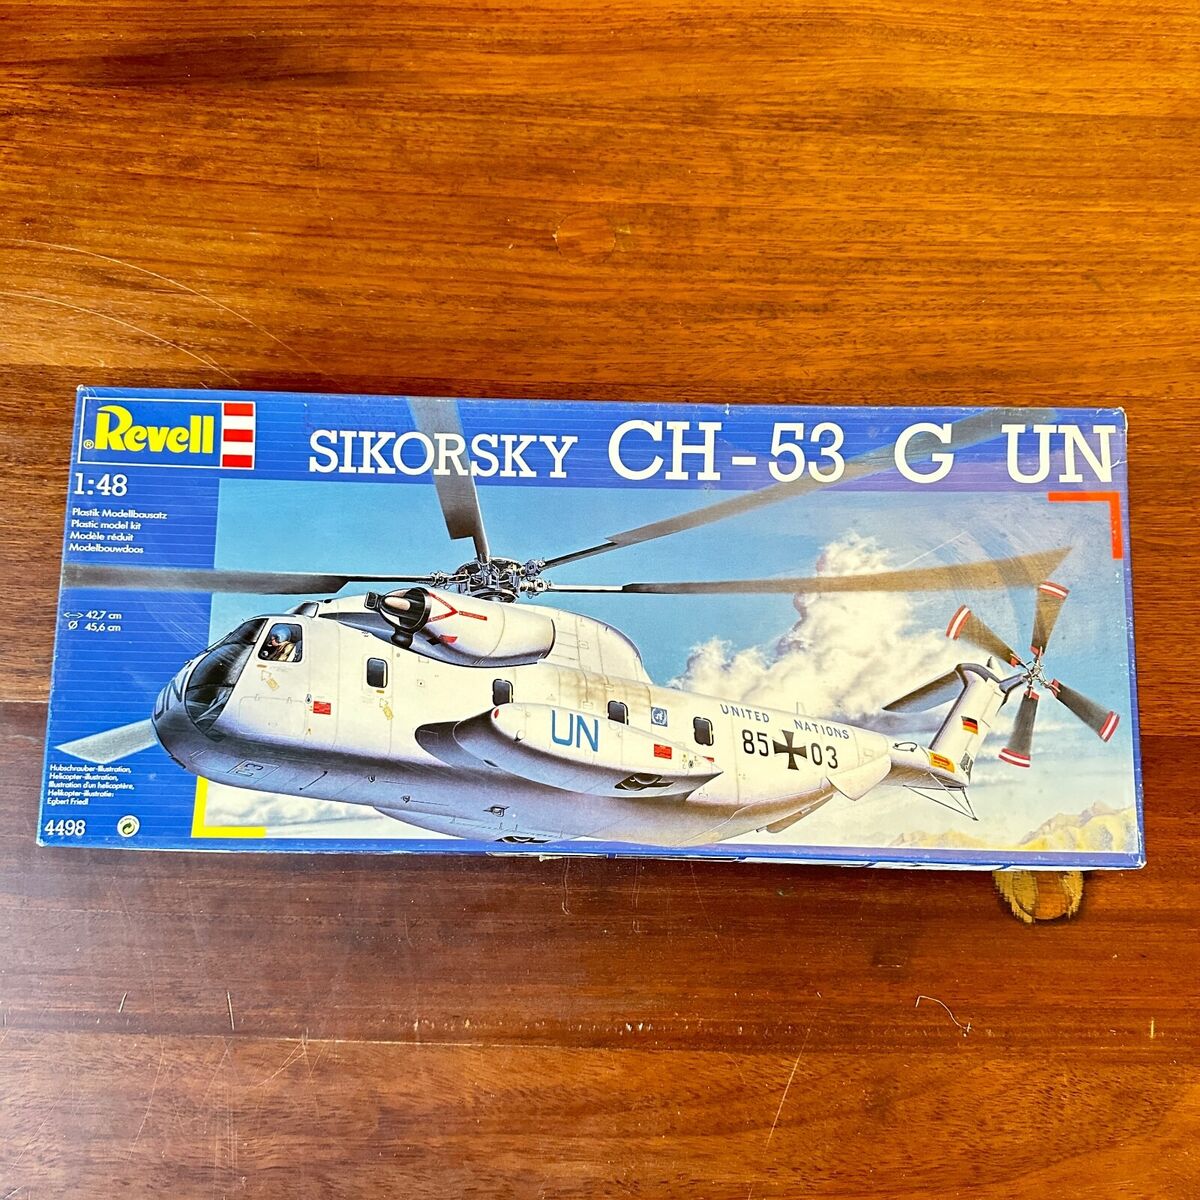 ®Revell
SIKORSKY CH-53 G UN
1:48
Plastik Modellbausatz
Plastic model kit
Modèle réduit
Modelbouwdoos
<--> 42,7 cm
Ø 45,6 cm
UN
UNITED NATIONS
85 03
Hubschrauber-Illustration,
Helicopter-illustration,
Illustration d'un helicoptère,
Helikopter-illustratie:
Egbert Friedl
4498